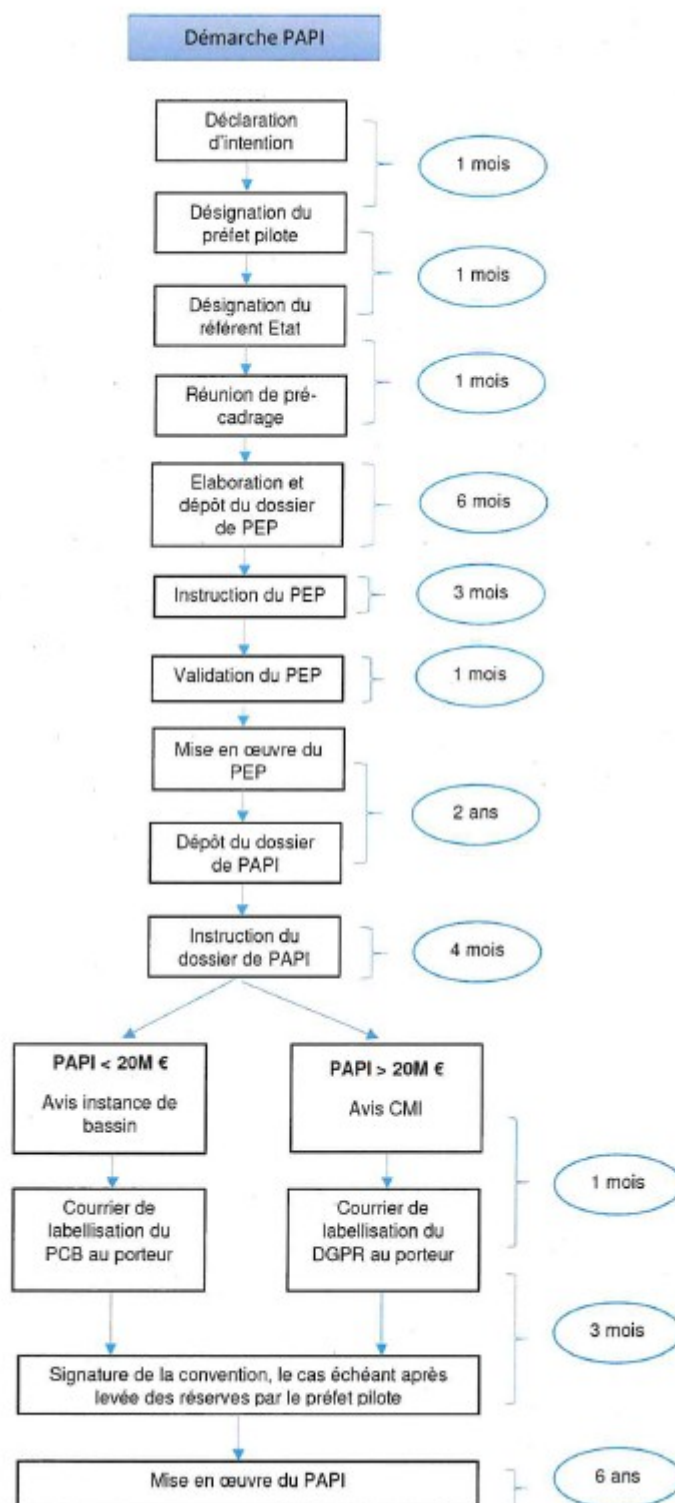 Démarche PAPI
Déclaration
d'intention
1 mois
Désignation du
préfet pilote
1 mois
Désignation du
référent Etat
1 mois
Réunion de pré-
cadrage
Elaboration et
dépôt du dossier
de PEP
6 mois
Instruction du PEP
3 mois
Validation du PEP
1 mois
Mise en œuvre du
PEP
2 ans
Dépôt du dossier
de PAPI
Instruction du
dossier de PAPI
4 mois
PAPI < 20M €
Avis instance de
bassin
PAPI > 20M €
Avis CMI
1 mois
Courrier de
labellisation du
PCB au porteur
Courrier de
labellisation du
DGPR au porteur
3 mois
Signature de la convention, le cas échéant après
levée des réserves par le préfet pilote
Mise en œuvre du PAPI
6 ans